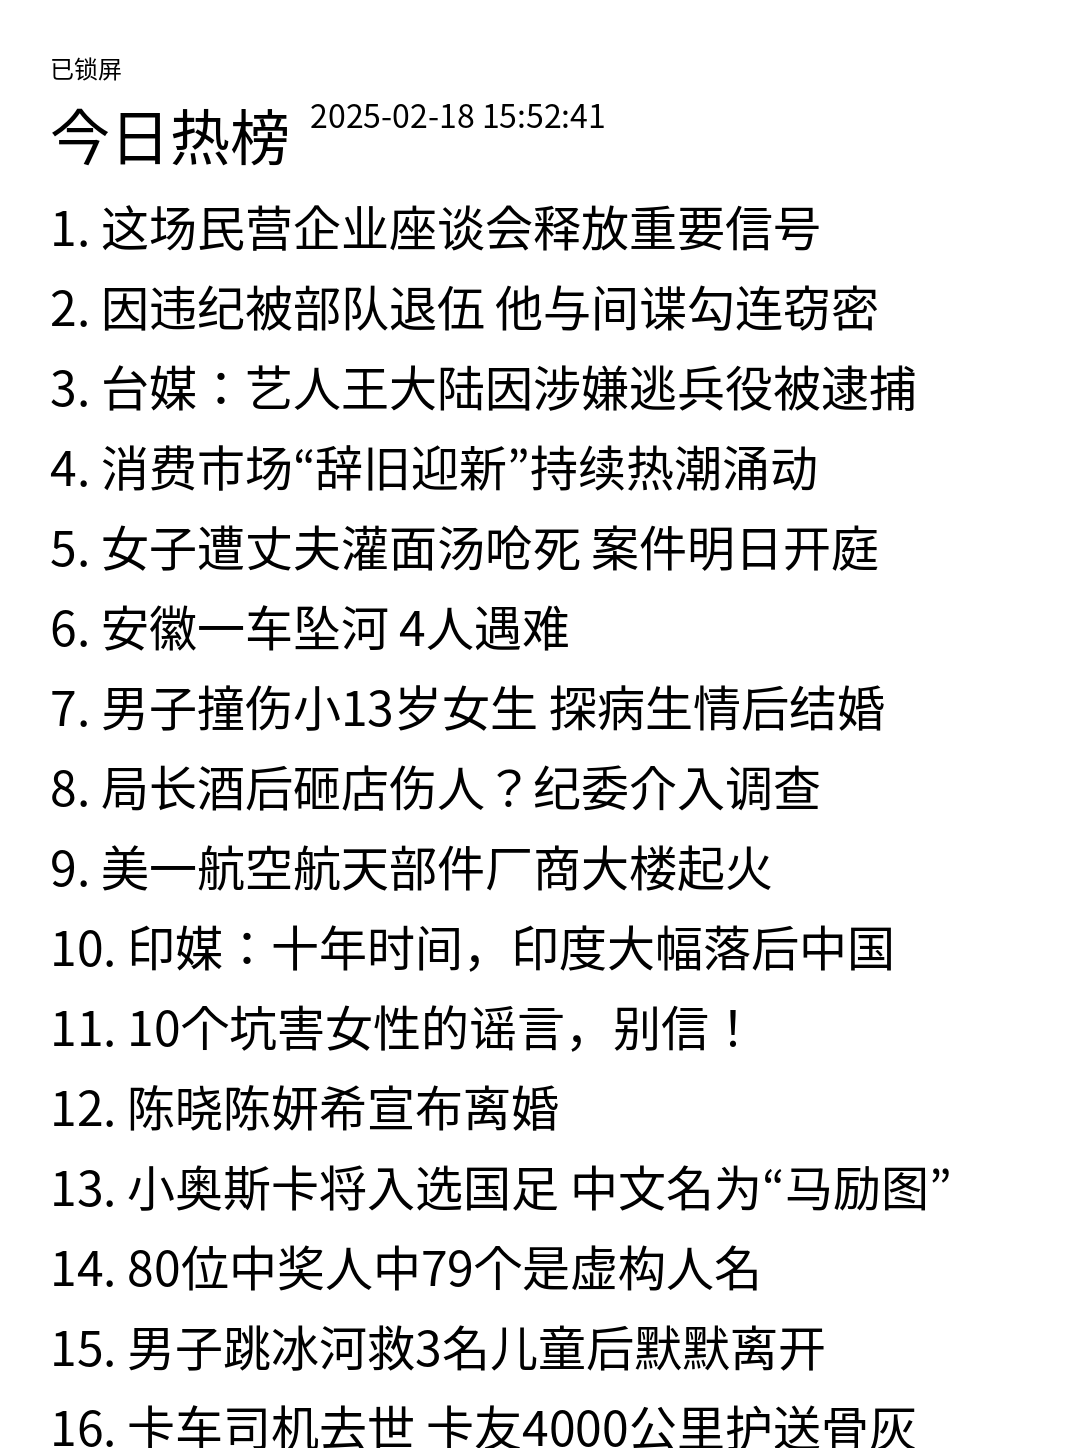 已锁屏
今日热榜 2025-02-18 15:52:41
1. 这场民营企业座谈会释放重要信号
2. 因违纪被部队退伍 他与间谍勾连窃密
3. 台媒：艺人王大陆因涉嫌逃兵役被逮捕
4. 消费市场“辞旧迎新”持续热潮涌动
5. 女子遭丈夫灌面汤呛死 案件明日开庭
6. 安徽一车坠河 4人遇难
7. 男子撞伤小13岁女生 探病生情后结婚
8. 局长酒后砸店伤人？纪委介入调查
9. 美一航空航天部件厂商大楼起火
10. 印媒：十年时间，印度大幅落后中国
11. 10个坑害女性的谣言，别信！
12. 陈晓陈妍希宣布离婚
13. 小奥斯卡将入选国足 中文名为“马励图”
14. 80位中奖人中79个是虚构人名
15. 男子跳冰河救3名儿童后默默离开
16. 卡车司机去世 卡友4000公里护送骨灰